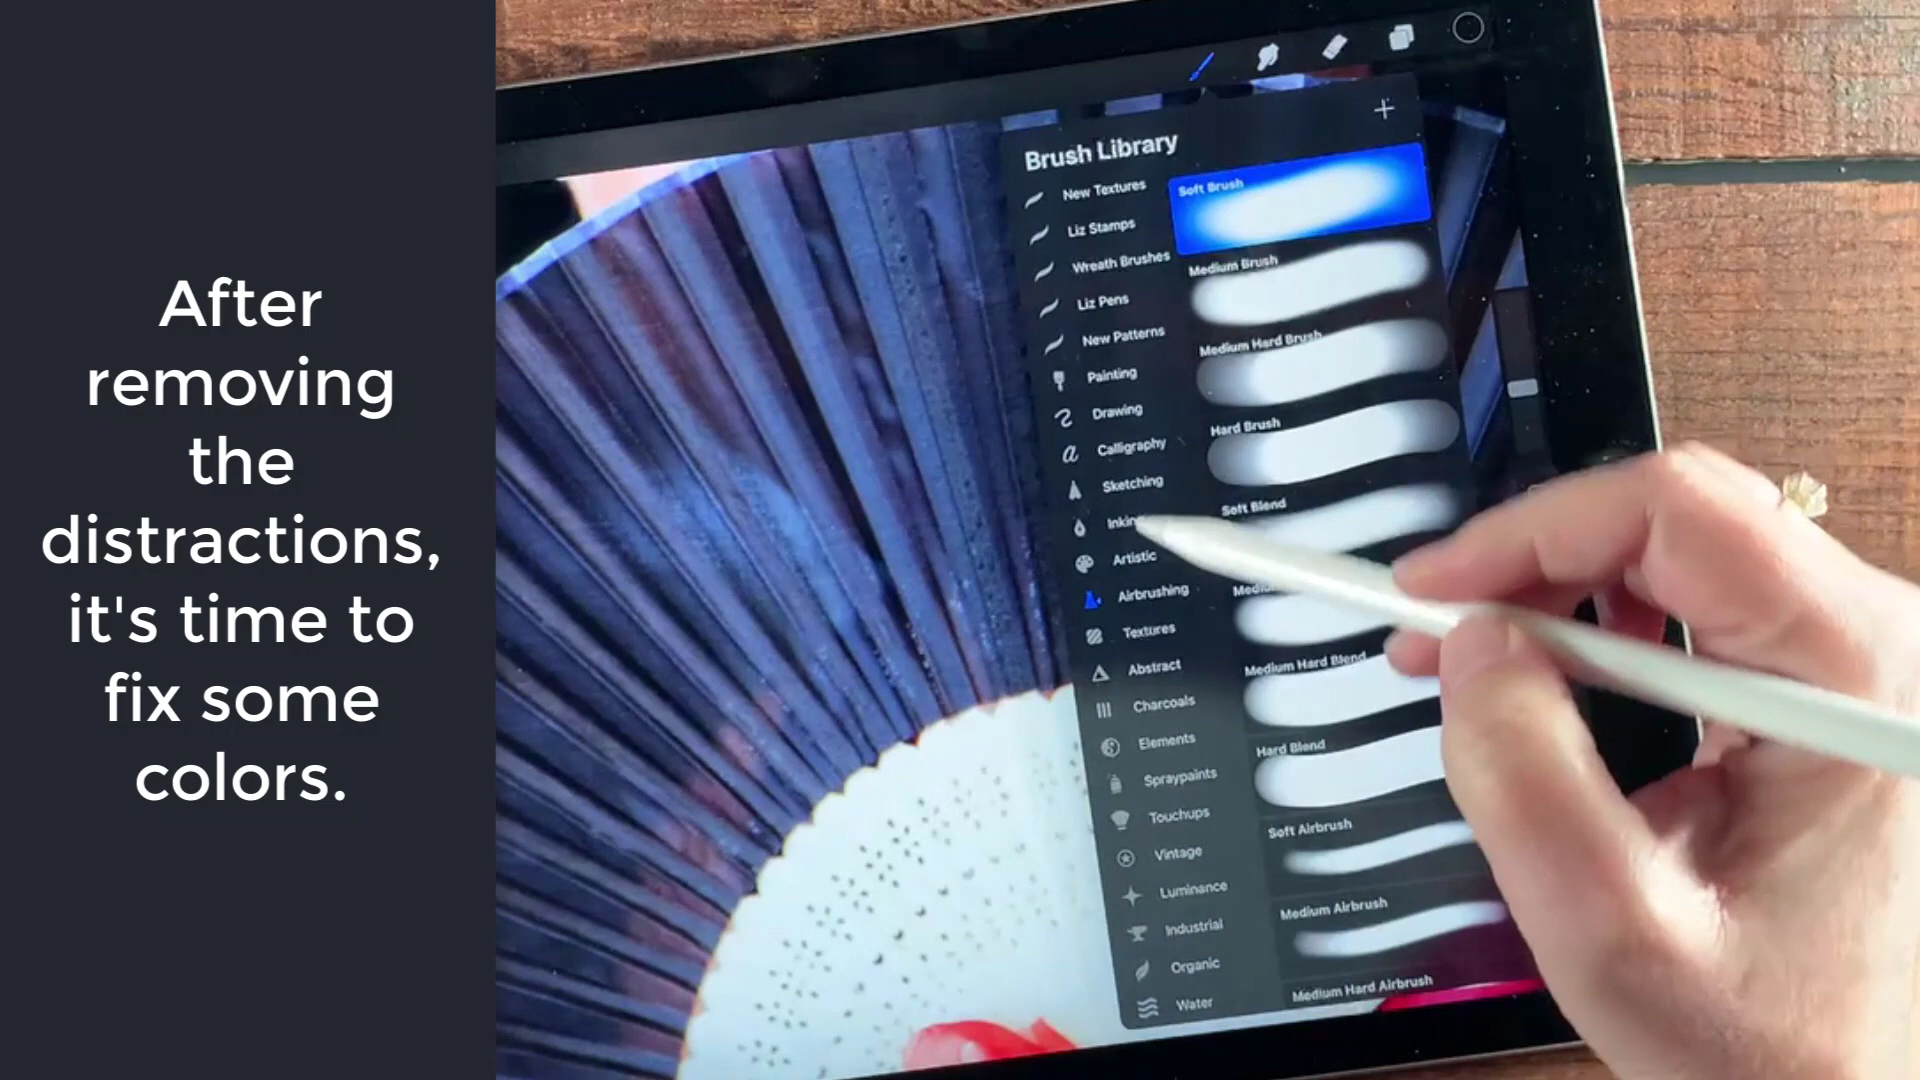 After
removing
the
distractions,
it's time to
fix some
colors.
Brush Library
New Textures
Liz Stamps
Wreath Brushes
Liz Pens
New Patterns
Painting
Drawing
Calligraphy
Sketching
Artistic
Airbrushing
Textures
Abstract
Charcoals
Elements
Spraypaints
Touchups
Vintage
Luminance
Industrial
Organic
Water
Soft Brush
Medium Brush
Medium Hard Brush
Hard Brush
Soft Blend
Medium Hard Blend
Hard Blend
Soft Airbrush
Medium Airbrush
Medium Hard Airbrush